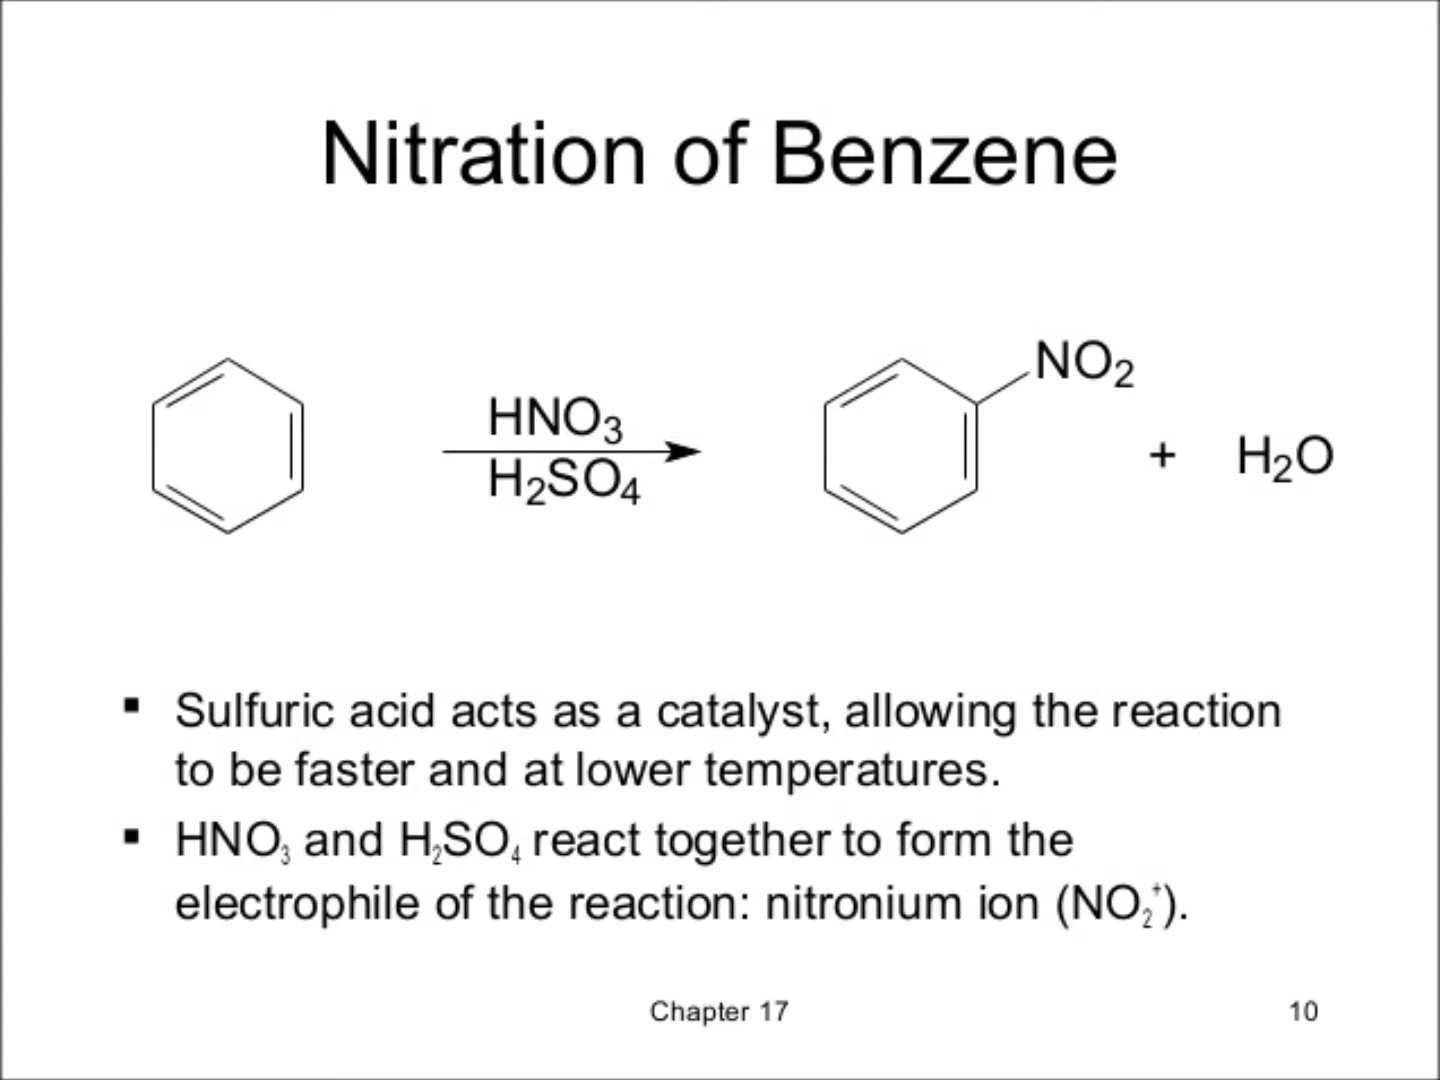 Nitration of Benzene
HNO₃
H₂SO₄
NO₂
+ H₂O
▪ Sulfuric acid acts as a catalyst, allowing the reaction
to be faster and at lower temperatures.
▪ HNO₃ and H₂SO₄ react together to form the
electrophile of the reaction: nitronium ion (NO₂⁺).
Chapter 17
10